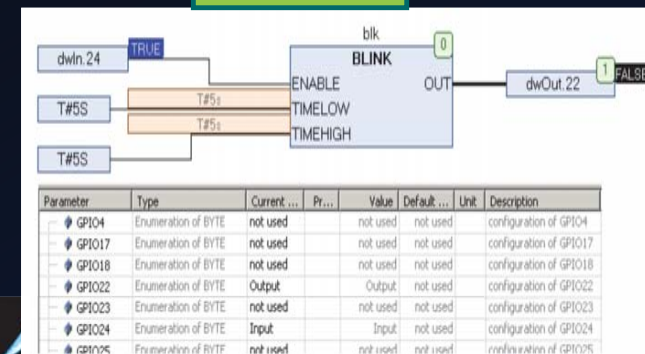 blk
0
dwIn.24
TRUE
BLINK
ENABLE
OUT
dwOut.22
1
FALSE
T#5S
T#5s
TIMELOW
T#5s
TIMEHIGH
T#5S
Parameter Type Current ... Pr... Value Default ... Unit Description
GPIO4 Enumeration of BYTE not used not used not used configuration of GPIO4
GPIO17 Enumeration of BYTE not used not used not used configuration of GPIO17
GPIO18 Enumeration of BYTE not used not used not used configuration of GPIO18
GPIO22 Enumeration of BYTE Output Output not used configuration of GPIO22
GPIO23 Enumeration of BYTE not used not used not used configuration of GPIO23
GPIO24 Enumeration of BYTE Input Input not used configuration of GPIO24
GPIO25 Enumeration of BYTE not used not used not used configuration of GPIO25